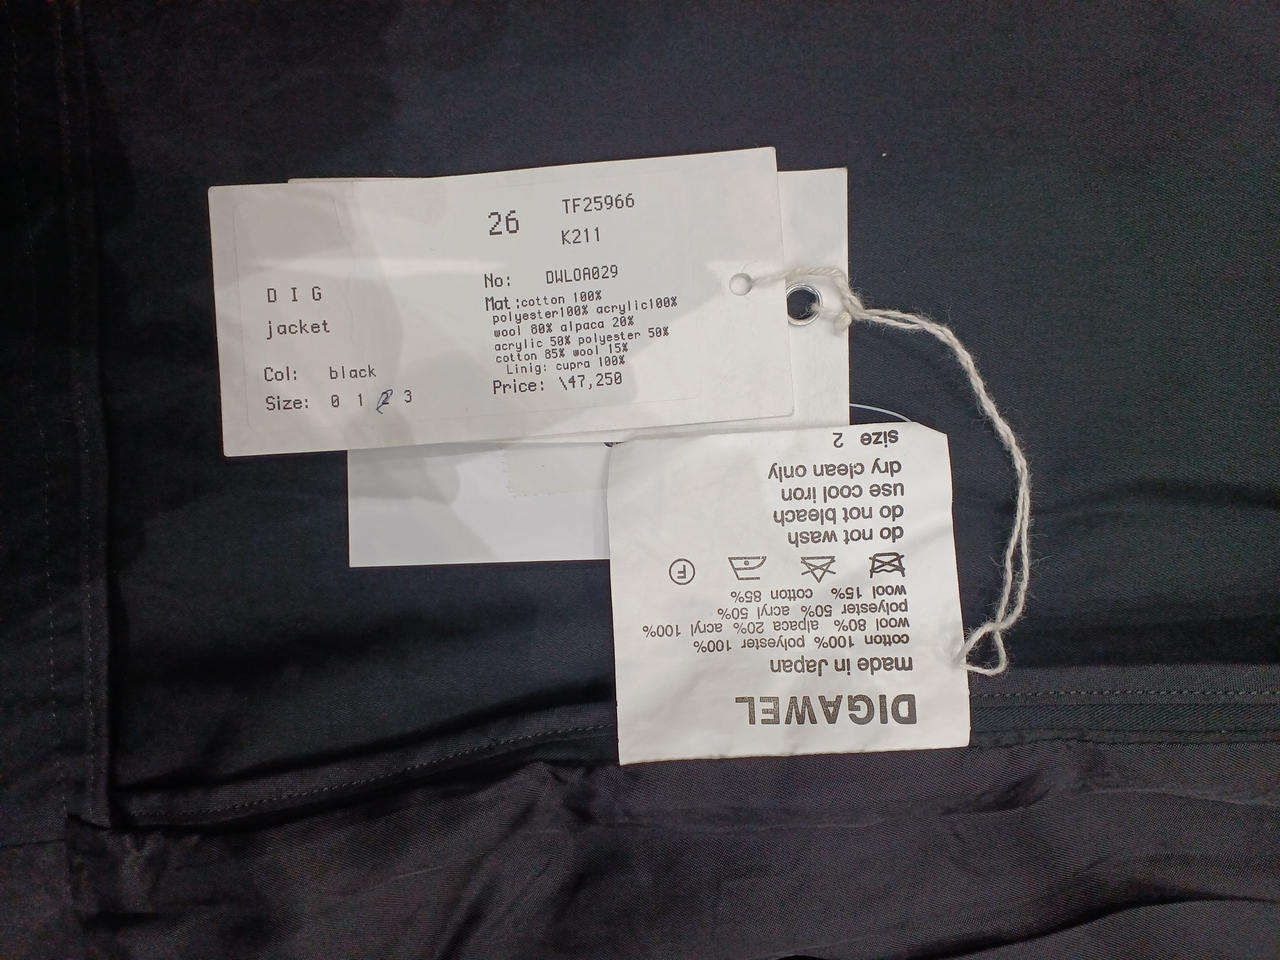 26
TF25966
K211
No: DWLOA029
Mat:cotton 100%
polyester100% acrylic100%
wool 80% alpaca 20%
acrylic 50% polyester 50%
cotton 85% wool 15%
Linig: cupra 100%
Price: \47,250
D I G
jacket
Col: black
Size: 0 1 2 3
DIGAWEL
made in Japan
cotton 100% polyester 100%
wool 80% alpaca 20% acryl 100%
polyester 50% acryl 50%
wool 15% cotton 85%
F
do not wash
do not bleach
use cool iron
dry clean only
size 2